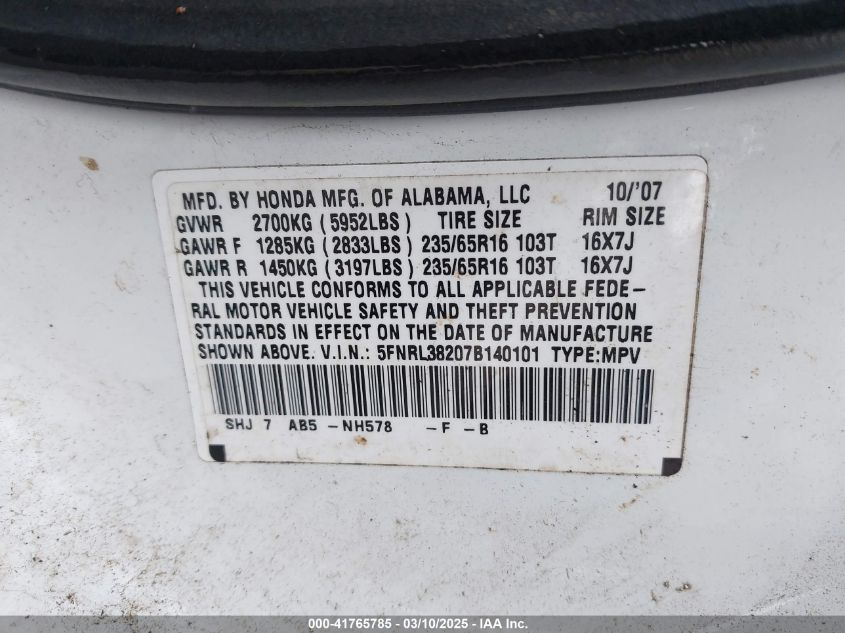 MFD. BY HONDA MFG. OF ALABAMA, LLC 10/'07
GVWR 2700KG (5952LBS) TIRE SIZE RIM SIZE
GAWR F 1285KG (2833LBS) 235/65R16 103T 16X7J
GAWR R 1450KG (3197LBS) 235/65R16 103T 16X7J
THIS VEHICLE CONFORMS TO ALL APPLICABLE FEDE-
RAL MOTOR VEHICLE SAFETY AND THEFT PREVENTION
STANDARDS IN EFFECT ON THE DATE OF MANUFACTURE
SHOWN ABOVE. V.I.N.: 5FNRL38207B140101 TYPE:MPV
SHJ 7 AB5 -NH578 -F -B
000-41765785 - 03/10/2025 - IAAI.COM